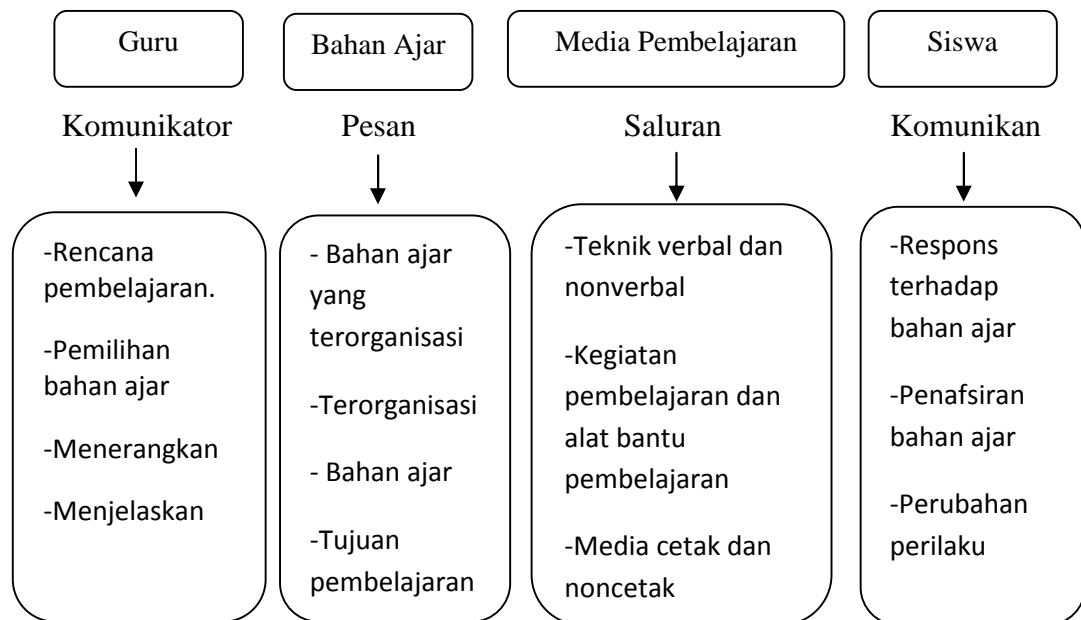 Guru
Bahan Ajar
Media Pembelajaran
Siswa
Komunikator
Pesan
Saluran
Komunikan
-Rencana
pembelajaran.
-Pemilihan
bahan ajar
-Menerangkan
-Menjelaskan
- Bahan ajar
yang
terorganisasi
-Terorganisasi
- Bahan ajar
-Tujuan
pembelajaran
-Teknik verbal dan
nonverbal
-Kegiatan
pembelajaran dan
alat bantu
pembelajaran
-Media cetak dan
noncetak
-Respons
terhadap
bahan ajar
-Penafsiran
bahan ajar
-Perubahan
perilaku